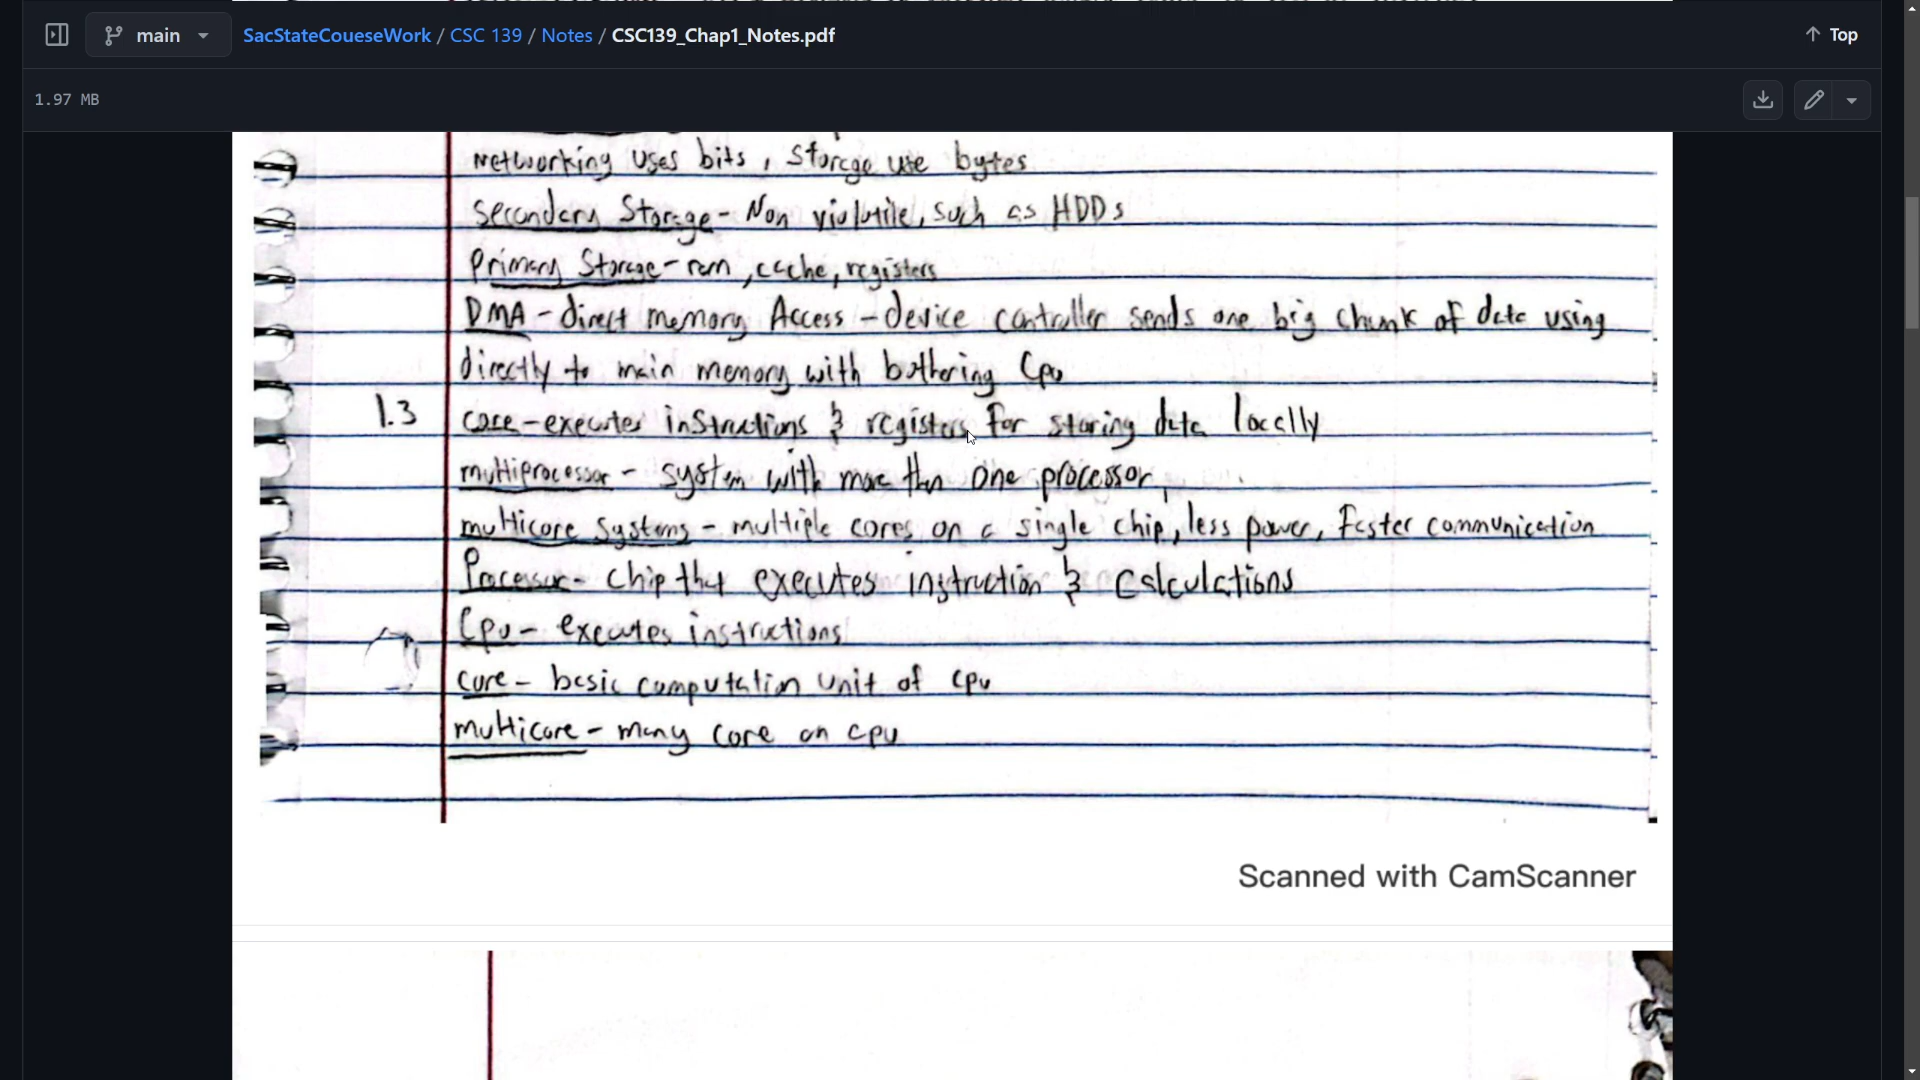 main
SacStateCoueseWork / CSC 139 / Notes / CSC139_Chap1_Notes.pdf
Top
1.97 MB
Networking uses bits, Storage use bytes
Secondary Storage - Non violatile, such as HDDs
Primary Storage - ram, cache, registers
DMA - direct memory Access - device controller sends one big chunk of data using
directly to main memory with bothering Cpu
1.3 core - executes instructions & registers for storing data locally
multiprocessor - system with more than one processor,
multicore systems - multiple cores on a single chip, less power, faster communication
Processor - chip that executes instruction & calculations
Cpu - executes instructions
core - basic computation unit of cpu
multicore - many core on cpu
Scanned with CamScanner